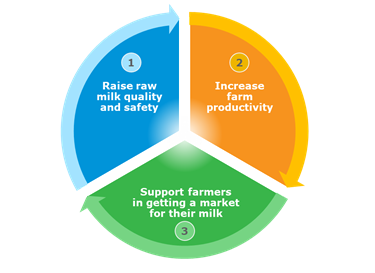 1
Raise raw
milk quality
and safety
2
Increase
farm
productivity
Support farmers
in getting a market
for their milk
3